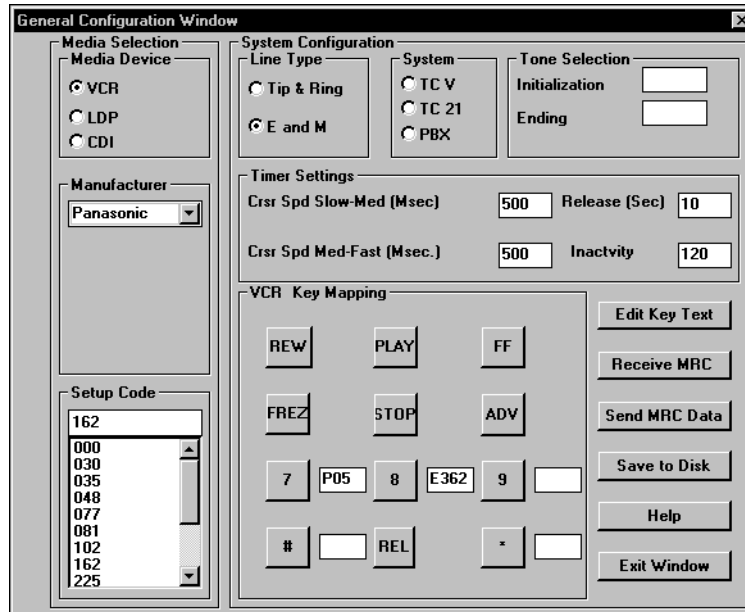 General Configuration Window
Media Selection
Media Device
VCR
LDP
CDI
Manufacturer
Panasonic
Setup Code
162
000
030
035
048
077
081
102
162
225
System Configuration
Line Type
Tip & Ring
E and M
System
TC V
TC 21
PBX
Tone Selection
Initialization
Ending
Timer Settings
Crsr Spd Slow-Med (Msec) 500 Release (Sec) 10
Crsr Spd Med-Fast (Msec.) 500 Inactvity 120
VCR Key Mapping
REW PLAY FF
FREZ STOP ADV
7 P05 8 E362 9
# REL *
Edit Key Text
Receive MRC
Send MRC Data
Save to Disk
Help
Exit Window